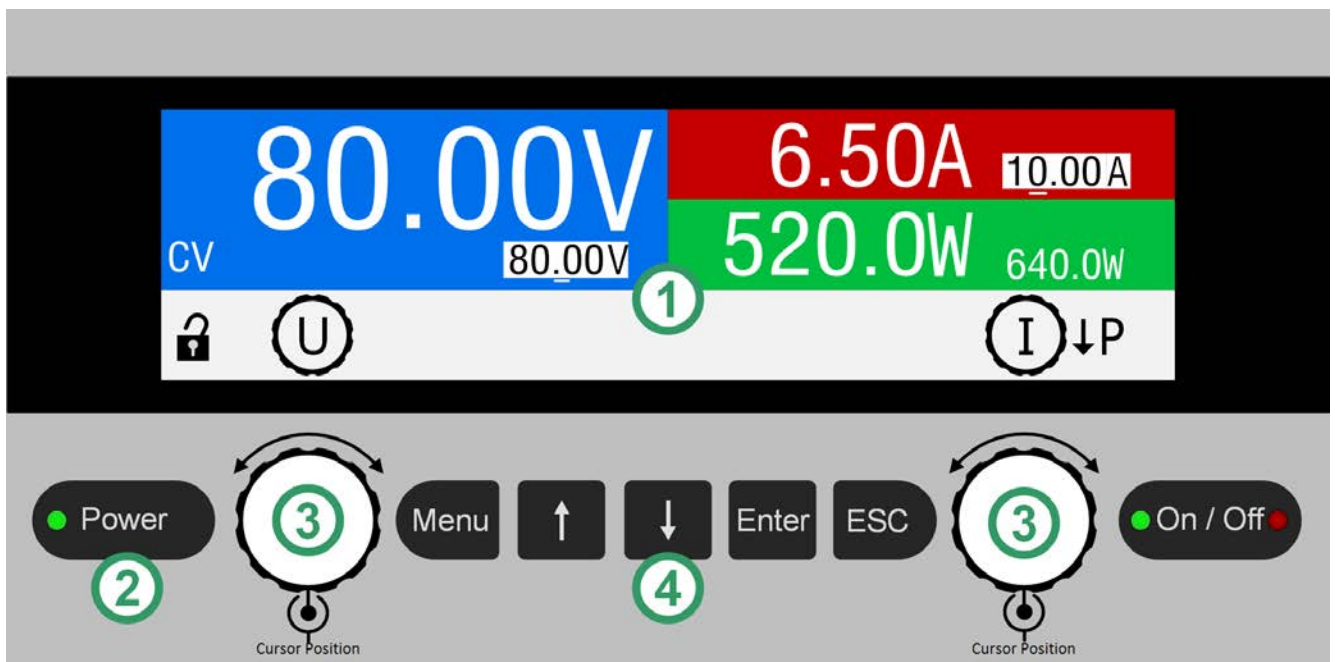 80.00V
6.50A
10.00A
CV
80.00V
520.0W
640.0W
1
U
I ↓P
Power
3
Menu
↑
↓
Enter
ESC
3
On / Off
2
4
Cursor Position
Cursor Position